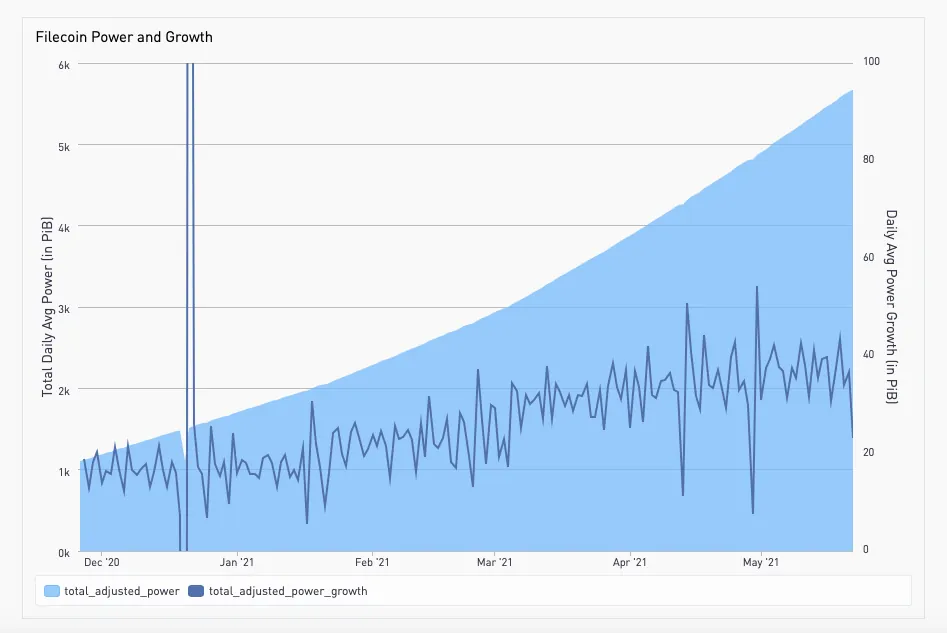 Filecoin Power and Growth
6k
5k
4k
3k
2k
1k
0k
Total Daily Avg Power (in PiB)
100
80
60
40
20
0
Daily Avg Power Growth (in PiB)
Dec '20 Jan '21 Feb '21 Mar '21 Apr '21 May '21
total_adjusted_power total_adjusted_power_growth